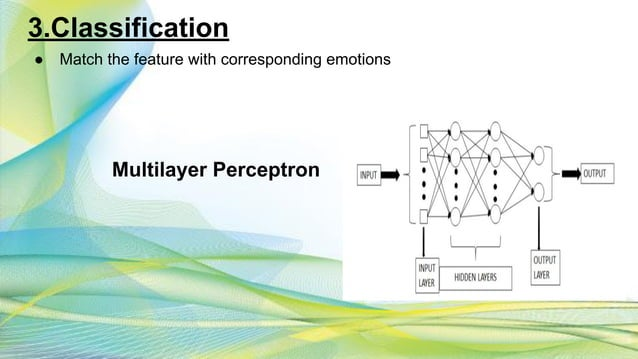 3.Classification
● Match the feature with corresponding emotions
Multilayer Perceptron
INPUT
OUTPUT
INPUT
LAYER
HIDDEN LAYERS
OUTPUT
LAYER